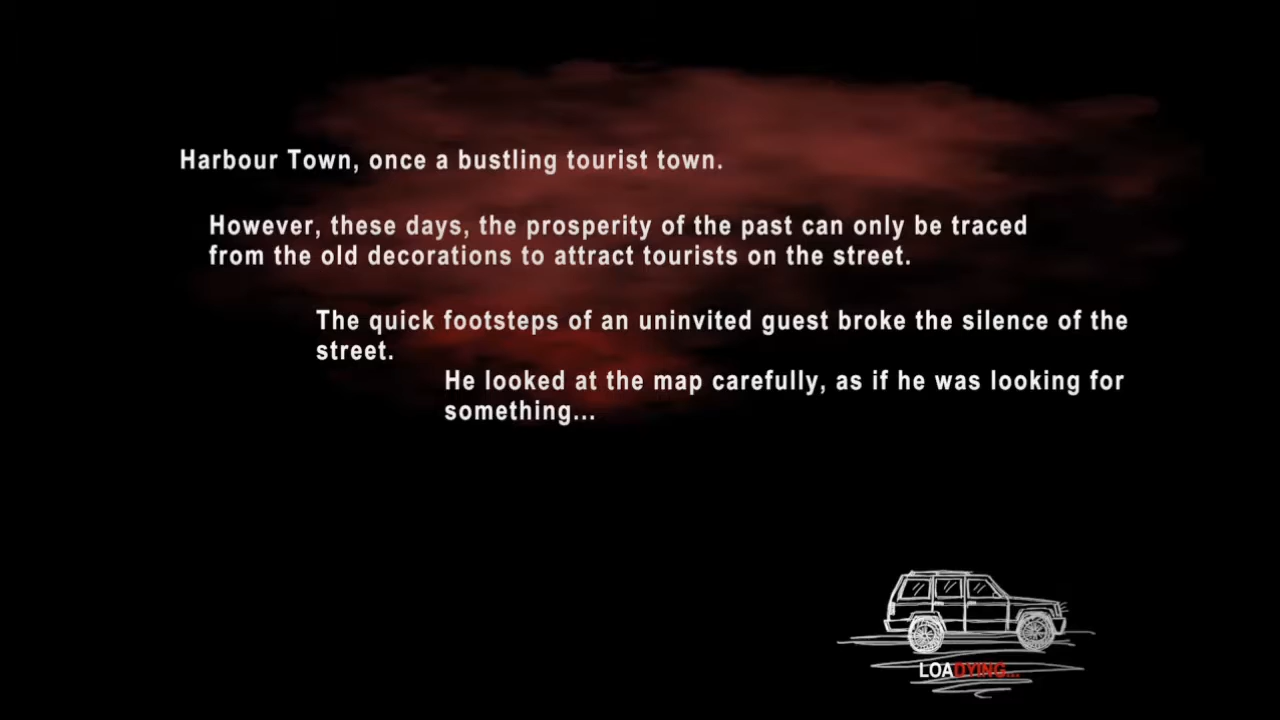 Harbour Town, once a bustling tourist town.
However, these days, the prosperity of the past can only be traced
from the old decorations to attract tourists on the street.
The quick footsteps of an uninvited guest broke the silence of the
street.
He looked at the map carefully, as if he was looking for
something...
LOADYING...